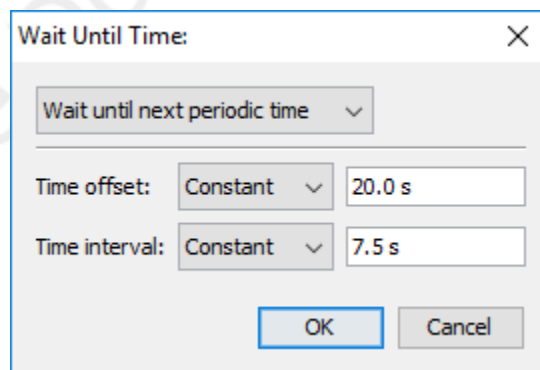 Wait Until Time:
Wait until next periodic time
Time offset: Constant 20.0 s
Time interval: Constant 7.5 s
OK Cancel